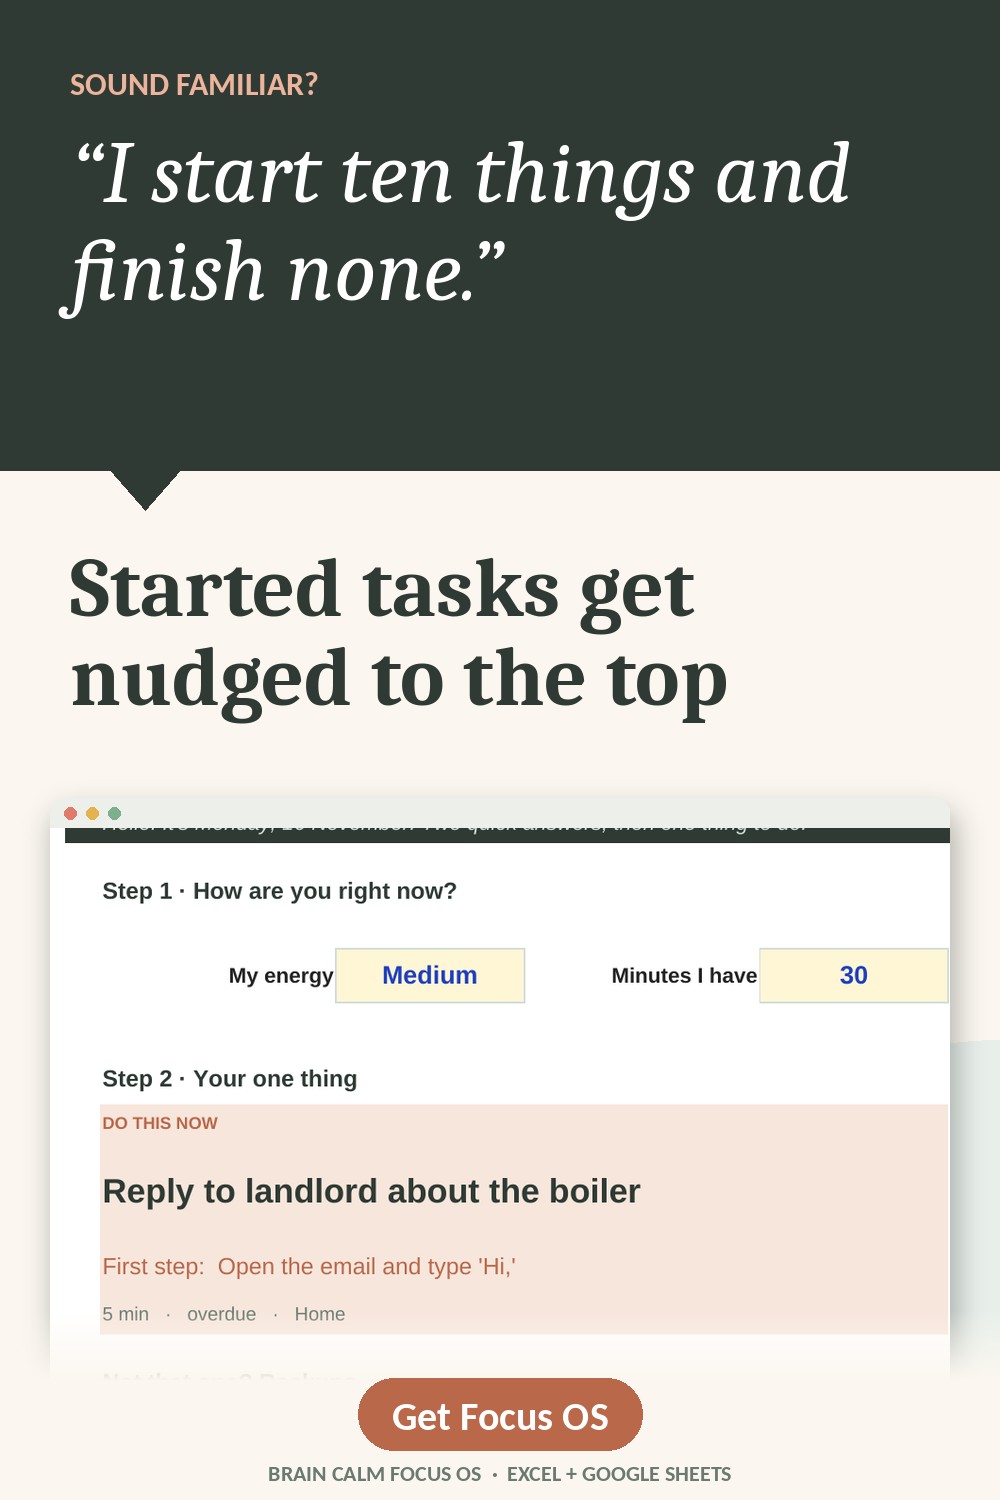 SOUND FAMILIAR?
“I start ten things and
finish none.”
Started tasks get
nudged to the top
Step 1 · How are you right now?
My energy Medium Minutes I have 30
Step 2 · Your one thing
DO THIS NOW
Reply to landlord about the boiler
First step: Open the email and type 'Hi,'
5 min · overdue · Home
Get Focus OS
BRAIN CALM FOCUS OS · EXCEL + GOOGLE SHEETS